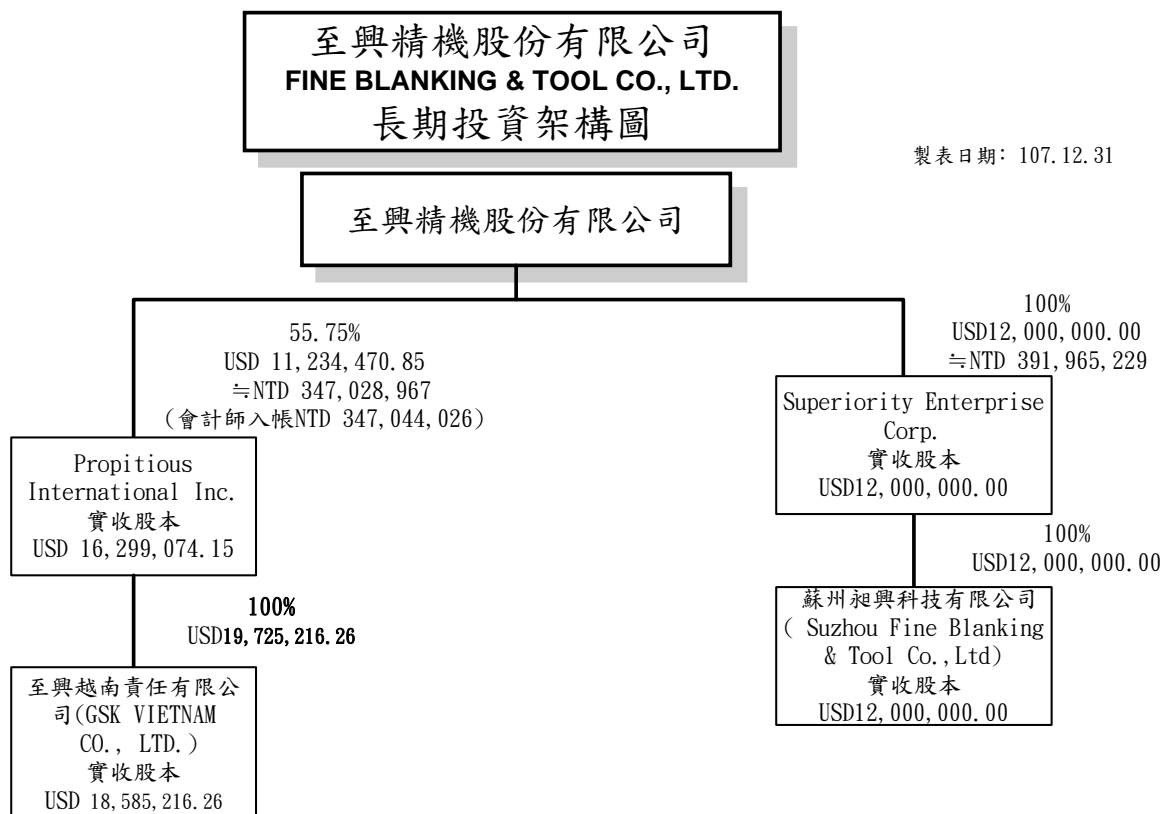 至興精機股份有限公司
FINE BLANKING & TOOL CO., LTD.
長期投資架構圖
製表日期: 107.12.31
至興精機股份有限公司
55.75%
USD 11,234,470.85
≒NTD 347,028,967
(會計師入帳NTD 347,044,026)
100%
USD12,000,000.00
≒NTD 391,965,229
Propitious
International Inc.
實收股本
USD 16,299,074.15
Superiority Enterprise
Corp.
實收股本
USD12,000,000.00
100%
USD19,725,216.26
100%
USD12,000,000.00
至興越南責任有限公
司(GSK VIETNAM
CO., LTD.)
實收股本
USD 18,585,216.26
蘇州昶興科技有限公司
( Suzhou Fine Blanking
& Tool Co.,Ltd)
實收股本
USD12,000,000.00